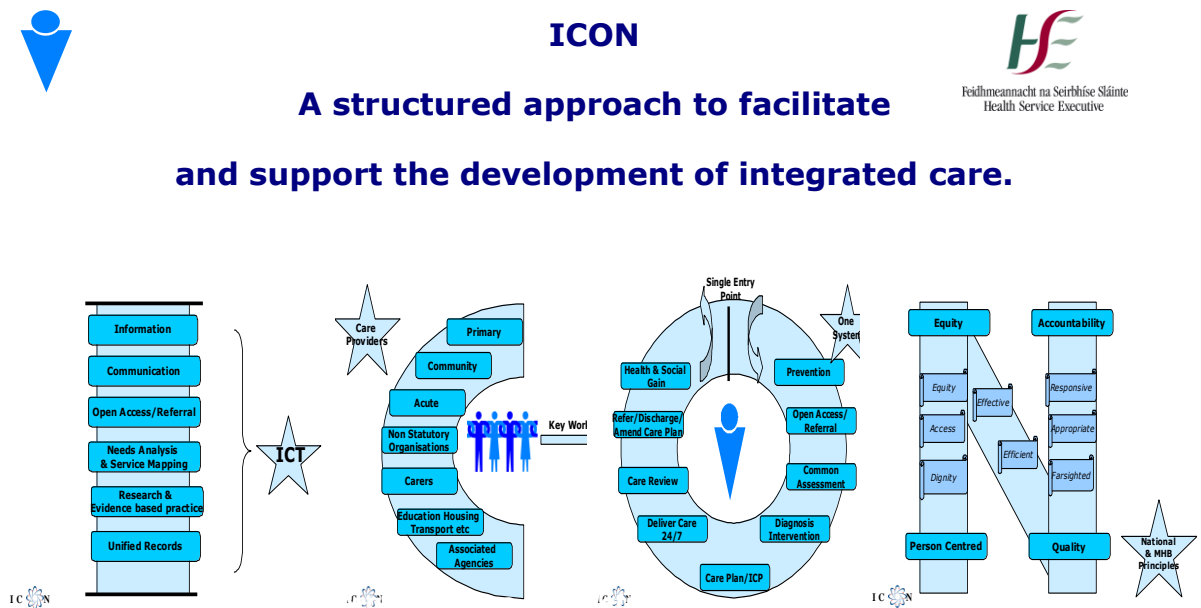 ICON
A structured approach to facilitate
and support the development of integrated care.
Feidhmeannacht na Seirbhíse Sláinte
Health Service Executive
Information
Communication
Open Access/Referral
Needs Analysis
& Service Mapping
Research &
Evidence based practice
Unified Records
ICT
Care
Providers
Primary
Community
Acute
Non Statutory
Organisations
Carers
Education Housing
Transport etc
Associated
Agencies
Key Work
Single Entry
Point
One
System
Health & Social
Gain
Refer/Discharge/
Amend Care Plan
Care Review
Deliver Care
24/7
Care Plan/ICP
Diagnosis
Intervention
Common
Assessment
Open Access/
Referral
Prevention
Equity
Accountability
Equity
Access
Dignity
Effective
Efficient
Responsive
Appropriate
Farsighted
Person Centred
Quality
National
& MHB
Principles
I C N
I C N